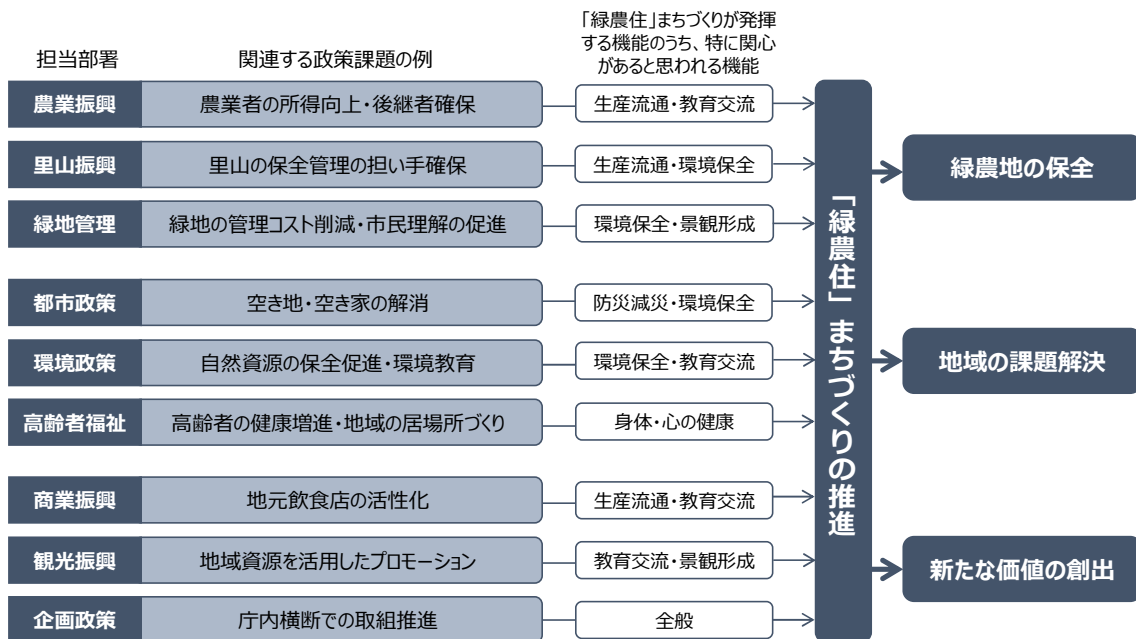 担当部署
関連する政策課題の例
「緑農住」まちづくりが発揮
する機能のうち、特に関心
があると思われる機能
農業振興
農業者の所得向上・後継者確保
生産流通・教育交流
里山振興
里山の保全管理の担い手確保
生産流通・環境保全
緑地管理
緑地の管理コスト削減・市民理解の促進
環境保全・景観形成
都市政策
空き地・空き家の解消
防災減災・環境保全
環境政策
自然資源の保全促進・環境教育
環境保全・教育交流
高齢者福祉
高齢者の健康増進・地域の居場所づくり
身体・心の健康
商業振興
地元飲食店の活性化
生産流通・教育交流
観光振興
地域資源を活用したプロモーション
教育交流・景観形成
企画政策
庁内横断での取組推進
全般
「緑農住」まちづくりの推進
緑農地の保全
地域の課題解決
新たな価値の創出